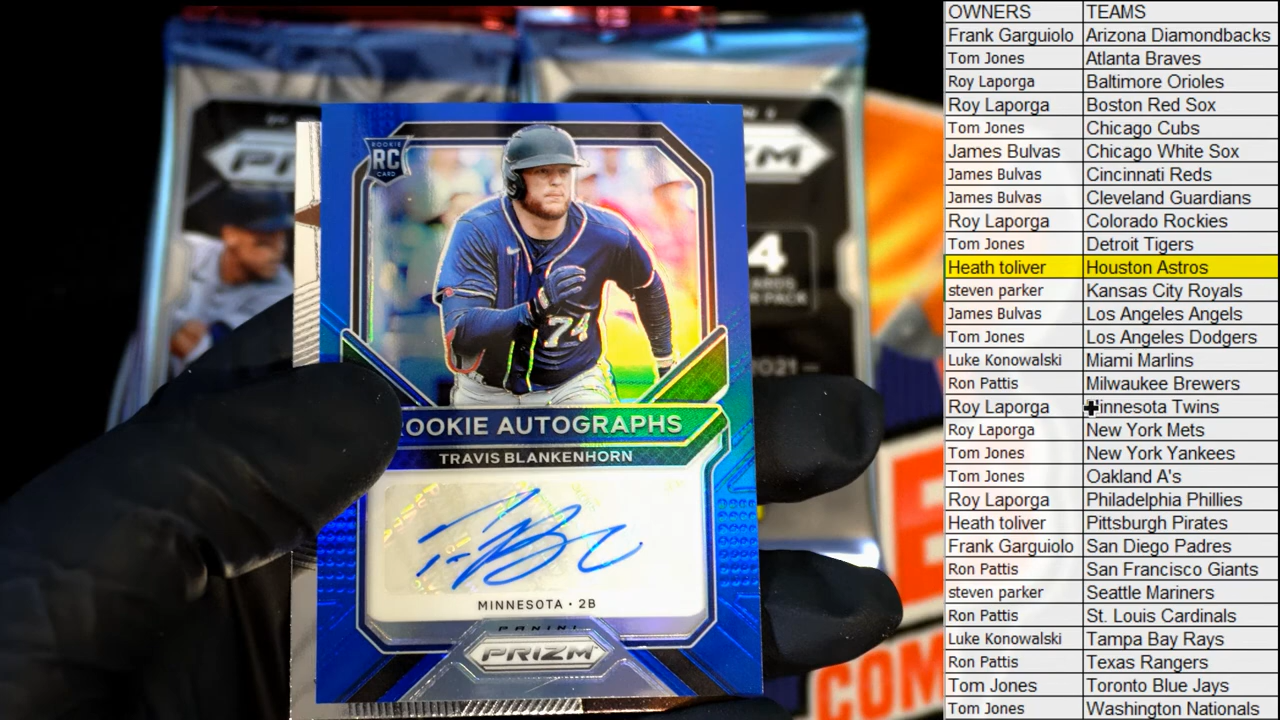 ROOKIE
RC
CARD
74
ROOKIE AUTOGRAPHS
TRAVIS BLANKENHORN
MINNESOTA • 2B
PANINI
PRIZM
4
2021
COM
OWNERS TEAMS
Frank Garguiolo Arizona Diamondbacks
Tom Jones Atlanta Braves
Roy Laporga Baltimore Orioles
Roy Laporga Boston Red Sox
Tom Jones Chicago Cubs
James Bulvas Chicago White Sox
James Bulvas Cincinnati Reds
James Bulvas Cleveland Guardians
Roy Laporga Colorado Rockies
Tom Jones Detroit Tigers
Heath toliver Houston Astros
steven parker Kansas City Royals
James Bulvas Los Angeles Angels
Tom Jones Los Angeles Dodgers
Luke Konowalski Miami Marlins
Ron Pattis Milwaukee Brewers
Roy Laporga Minnesota Twins
Roy Laporga New York Mets
Tom Jones New York Yankees
Tom Jones Oakland A's
Roy Laporga Philadelphia Phillies
Heath toliver Pittsburgh Pirates
Frank Garguiolo San Diego Padres
Ron Pattis San Francisco Giants
steven parker Seattle Mariners
Ron Pattis St. Louis Cardinals
Luke Konowalski Tampa Bay Rays
Ron Pattis Texas Rangers
Tom Jones Toronto Blue Jays
Tom Jones Washington Nationals